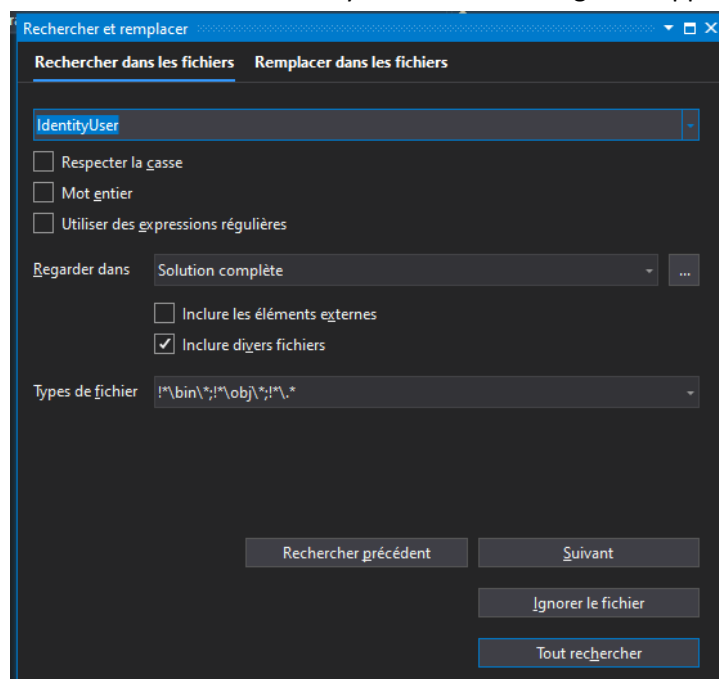 Rechercher et remplacer
Rechercher dans les fichiers Remplacer dans les fichiers
IdentityUser
Respecter la casse
Mot entier
Utiliser des expressions régulières
Regarder dans Solution complète ...
Inclure les éléments externes
Inclure divers fichiers
Types de fichier !*\bin\*;!*\obj\*;!*\.*
Rechercher précédent Suivant
Ignorer le fichier
Tout rechercher